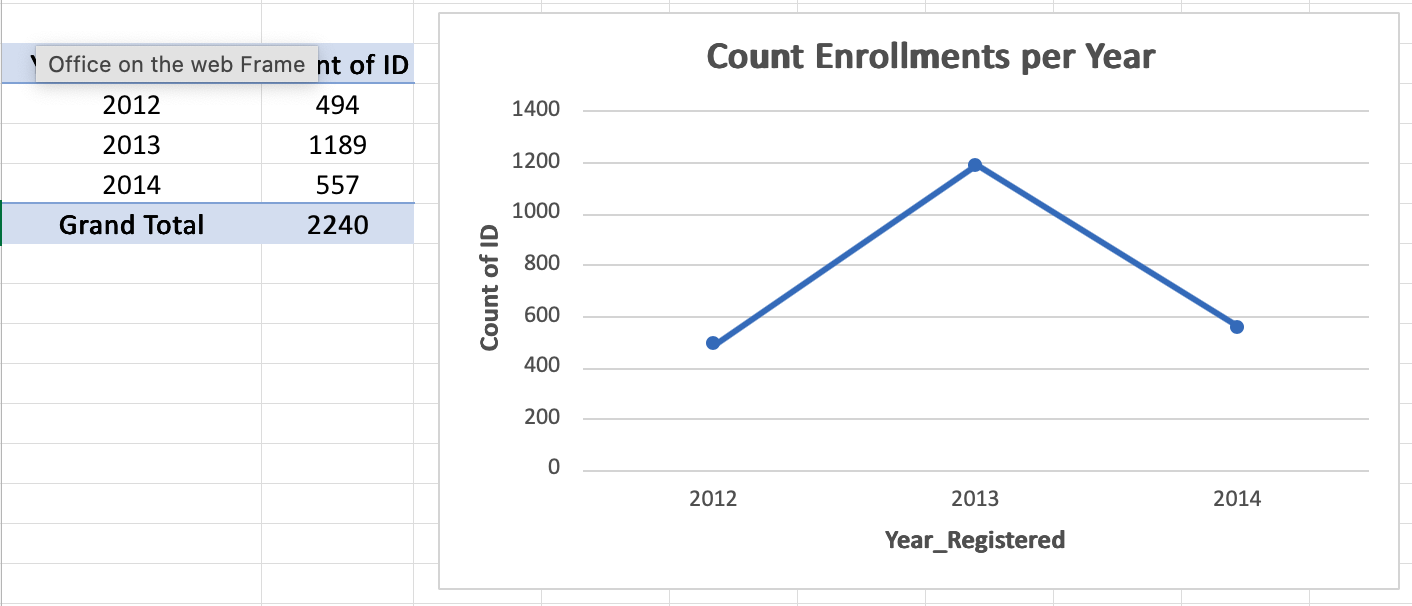 Office on the web Frame
nt of ID
2012 494
2013 1189
2014 557
Grand Total 2240
Count Enrollments per Year
1400
1200
1000
800
600
400
200
0
Count of ID
2012 2013 2014
Year_Registered